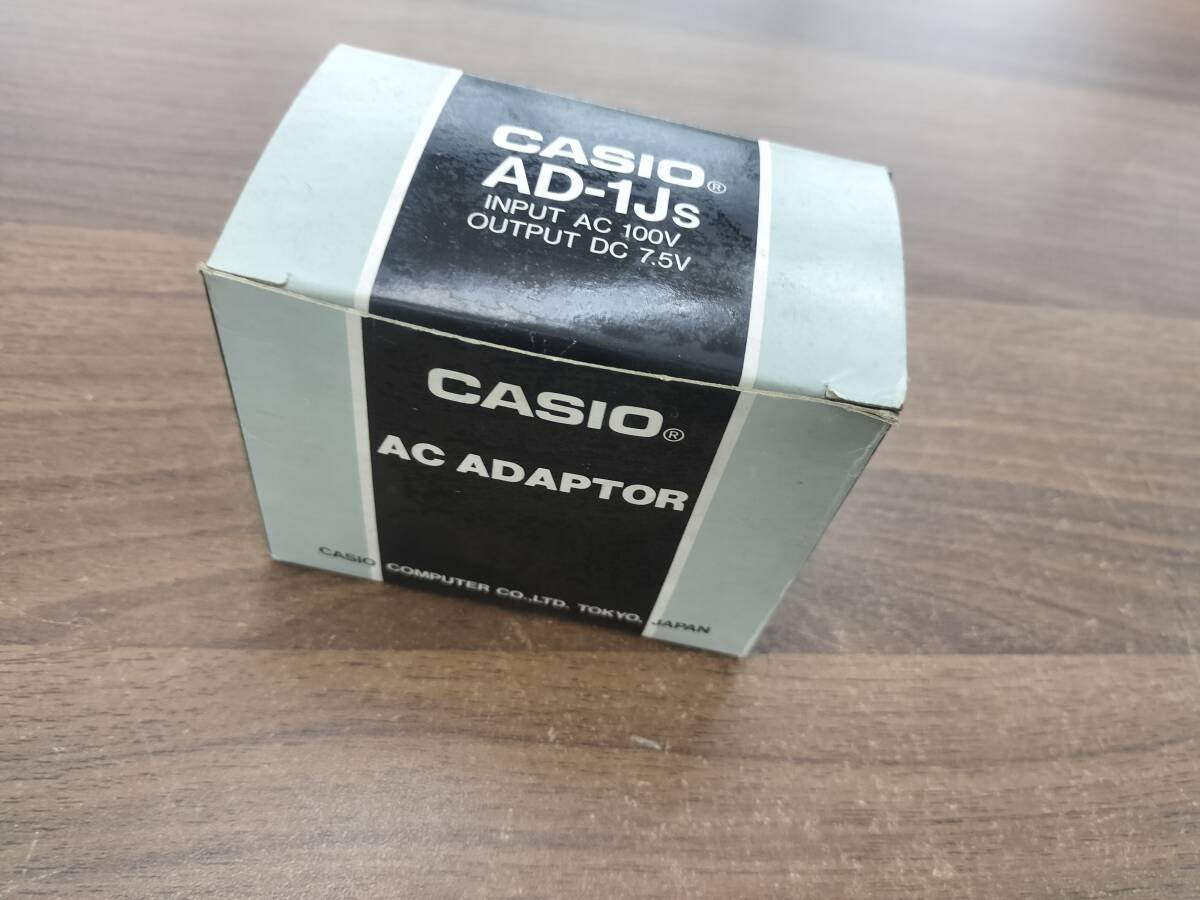 CASIO®
AD-1Js
INPUT AC 100V
OUTPUT DC 7.5V
CASIO®
AC ADAPTOR
CASIO COMPUTER CO.,LTD. TOKYO, JAPAN